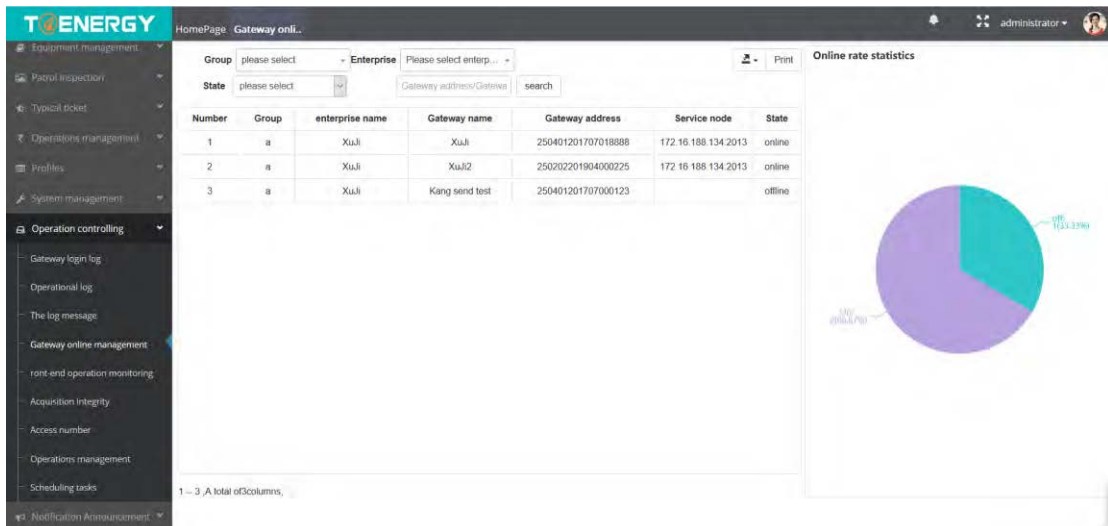 TOENERGY
HomePage Gateway onli..
administrator
Equipment management
Patrol inspection
Typical ticket
Operations management
Profiles
System management
Operation controlling
Gateway login log
Operational log
The log message
Gateway online management
ront-end operation monitoring
Acquisition Integrity
Access number
Operations management
Scheduling tasks
Notification Announcement
Group please select Enterprise Please select enterp... Print
State please select Gateway address/Gatewa search
Number Group enterprise name Gateway name Gateway address Service node State
1 a XuJi XuJi 250401201707018888 172.16.188.134:2013 online
2 a XuJi XuJi2 250202201904000225 172.16.188.134:2013 online
3 a XuJi Kang send test 250401201707000123 offline
1 -- 3 ,A total of3columns,
Online rate statistics
off:
1(33.33%)